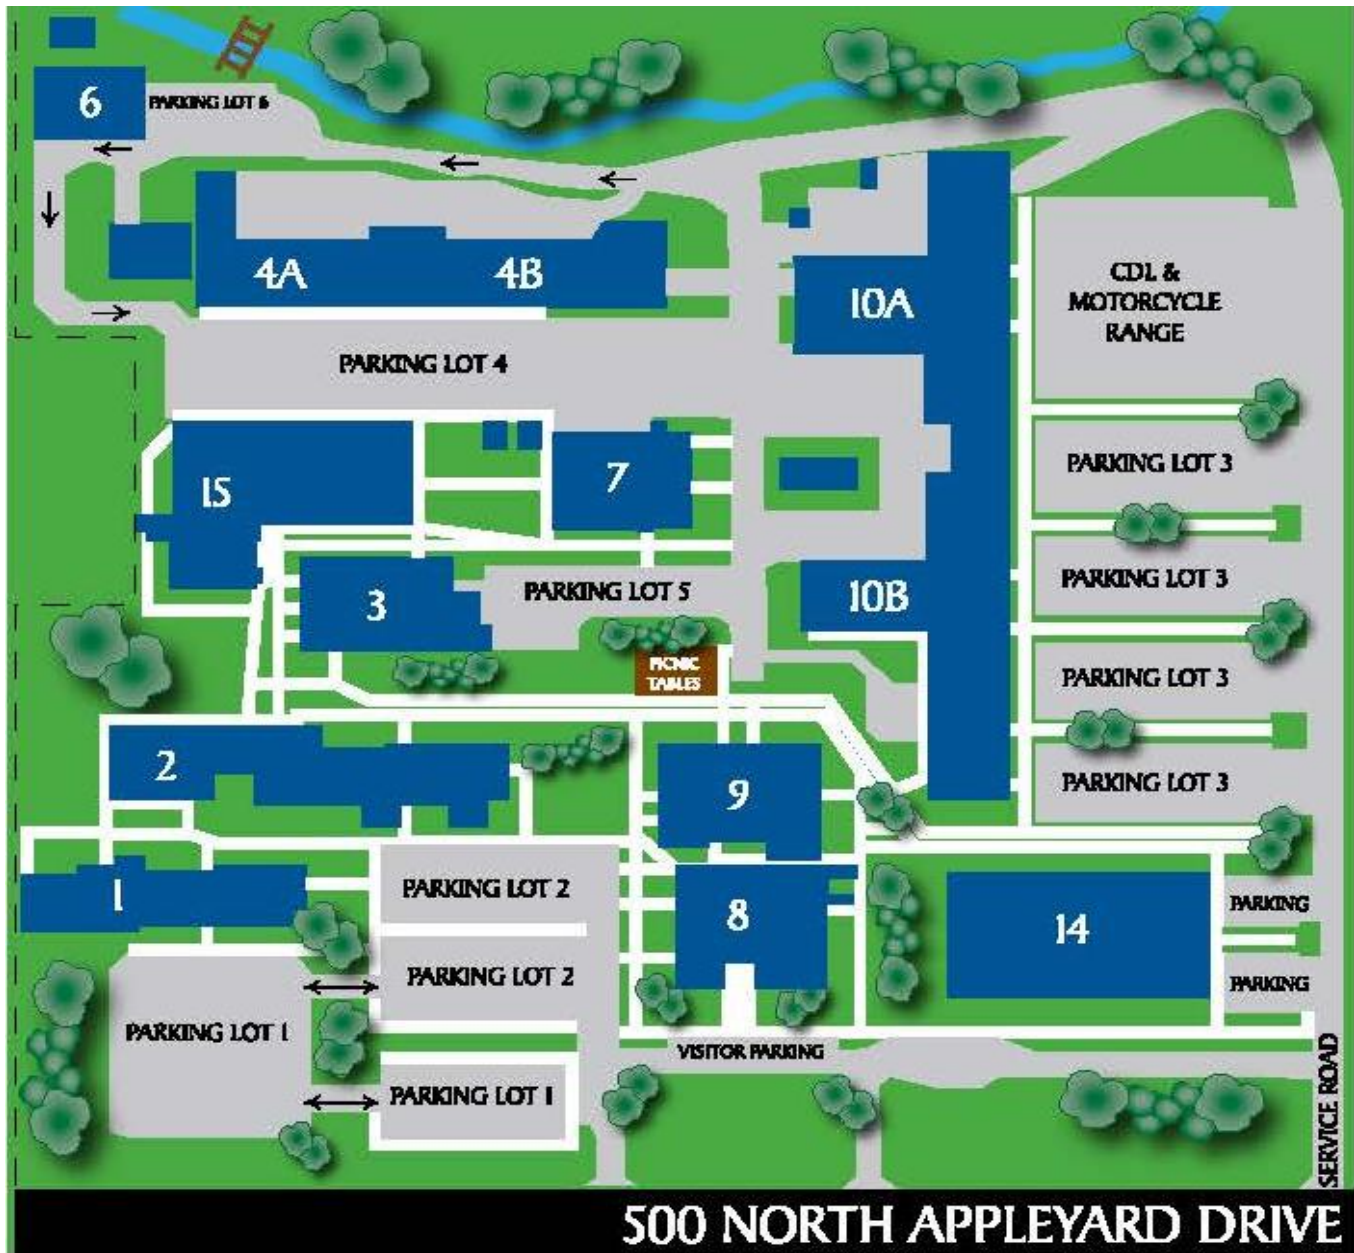 6
PARKING LOT 6
4A
4B
10A
CDL &
MOTORCYCLE
RANGE
PARKING LOT 4
PARKING LOT 3
7
15
PARKING LOT 3
PARKING LOT 5
10B
3
PICNIC
TABLES
PARKING LOT 3
2
9
PARKING LOT 3
PARKING LOT 2
1
8
14
PARKING
PARKING LOT 2
PARKING
PARKING LOT 1
VISITOR PARKING
PARKING LOT 1
SERVICE ROAD
500 NORTH APPLEYARD DRIVE